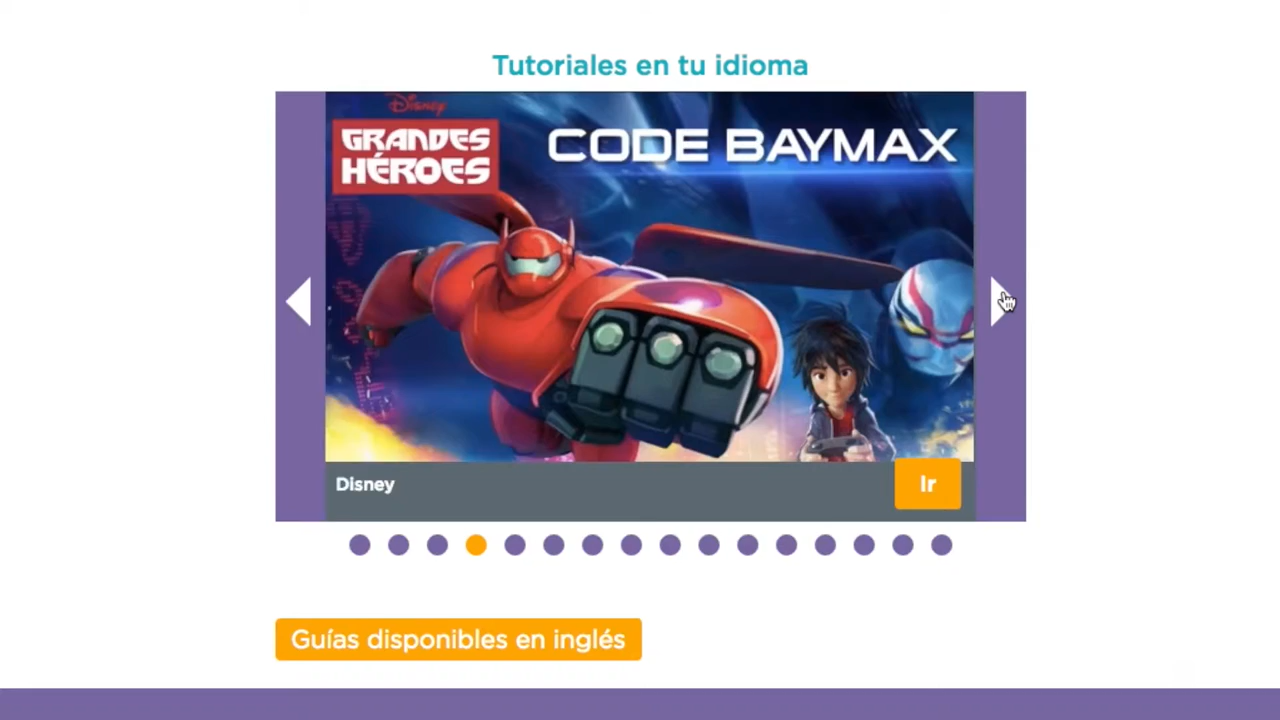 Tutoriales en tu idioma
Disney
GRANDES
HÉROES
CODE BAYMAX
Disney
Ir
Guías disponibles en inglés